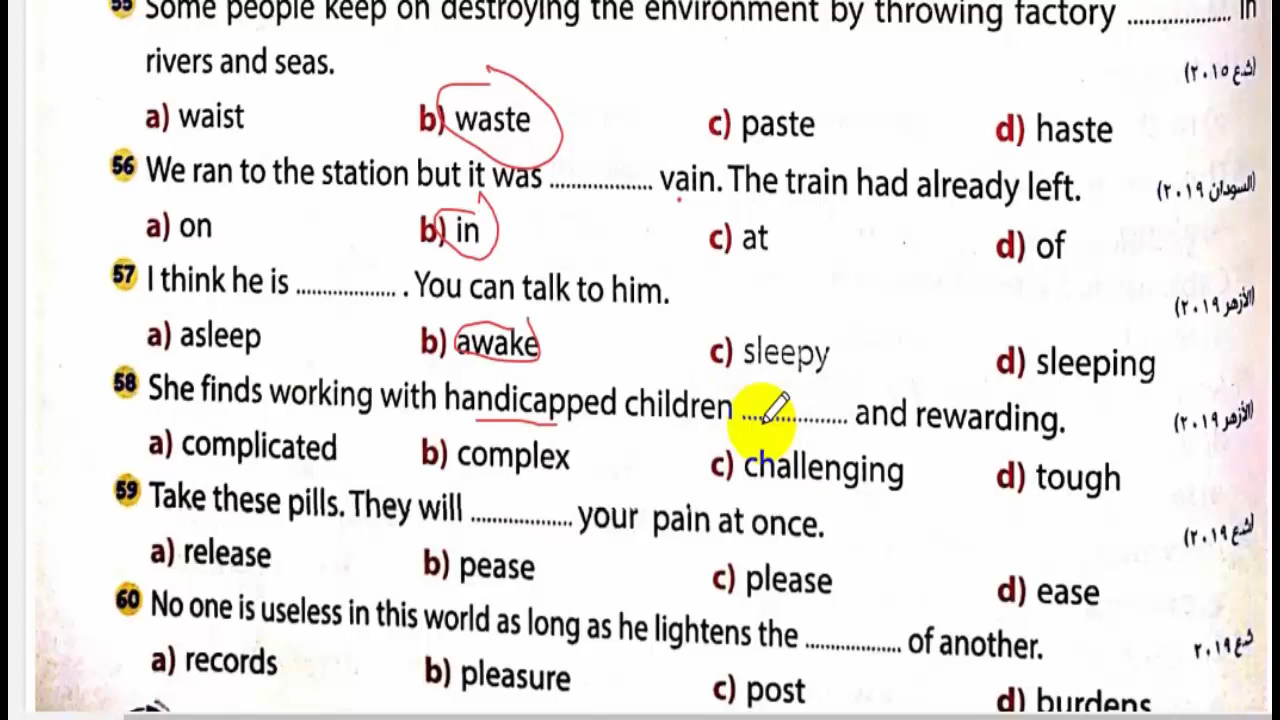 55 Some people keep on destroying the environment by throwing factory .................. in
rivers and seas. (ش.ع ٢٠١٥)
a) waist b) waste c) paste d) haste
56 We ran to the station but it was .................. vain. The train had already left. (السودان ٢٠١٩)
a) on b) in c) at d) of
57 I think he is .................. . You can talk to him. (الأزهر ٢٠١٩)
a) asleep b) awake c) sleepy d) sleeping
58 She finds working with handicapped children .................. and rewarding. (الأزهر ٢٠١٩)
a) complicated b) complex c) challenging d) tough
59 Take these pills. They will .................. your pain at once. (ش.ع ٢٠١٩)
a) release b) pease c) please d) ease
60 No one is useless in this world as long as he lightens the .................. of another. ش.ع ٢٠١٩
a) records b) pleasure c) post d) burdens